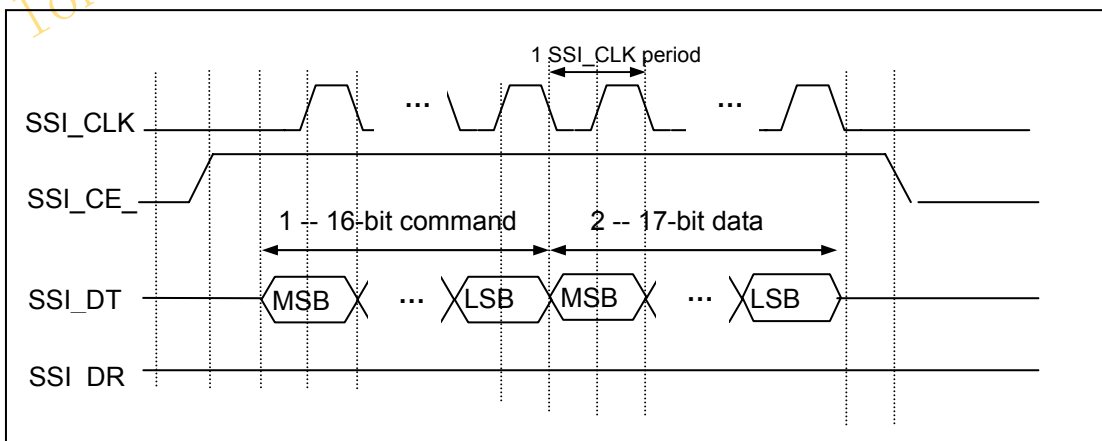 1 SSI_CLK period
... ...
SSI_CLK
SSI_CE_
1 -- 16-bit command 2 -- 17-bit data
SSI_DT MSB ... LSB MSB ... LSB
SSI DR